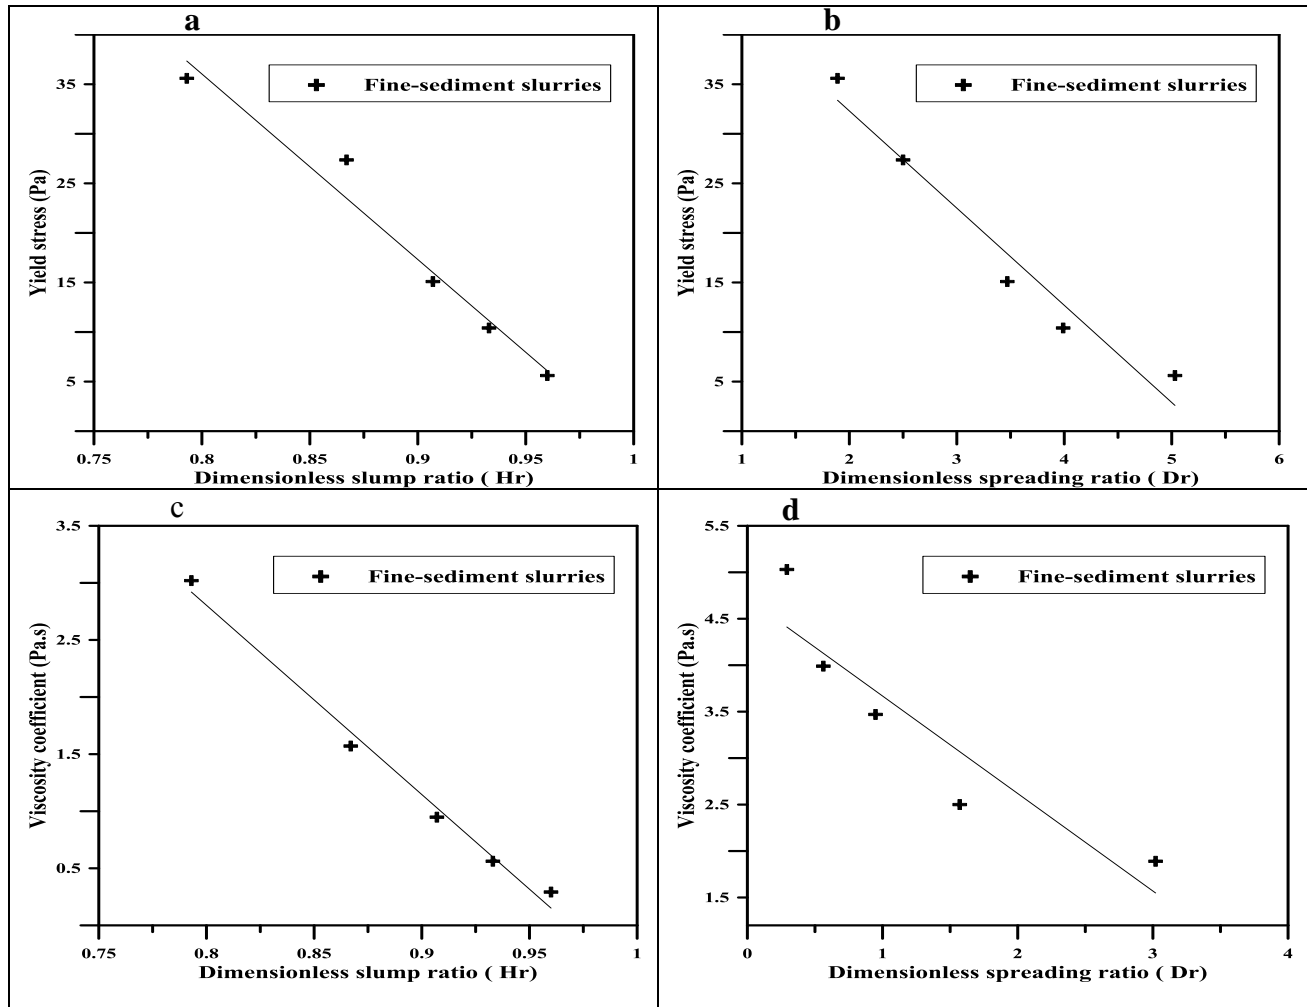 a
Yield stress (Pa)
35
25
15
5
Fine-sediment slurries
0.75 0.8 0.85 0.9 0.95 1
Dimensionless slump ratio ( Hr)
b
Yield stress (Pa)
35
25
15
5
Fine-sediment slurries
1 2 3 4 5 6
Dimensionless spreading ratio ( Dr)
c
Viscosity coefficient (Pa.s)
3.5
2.5
1.5
0.5
Fine-sediment slurries
0.75 0.8 0.85 0.9 0.95 1
Dimensionless slump ratio ( Hr)
d
Viscosity coefficient (Pa.s)
5.5
4.5
3.5
2.5
1.5
Fine-sediment slurries
0 1 2 3 4
Dimensionless spreading ratio ( Dr)